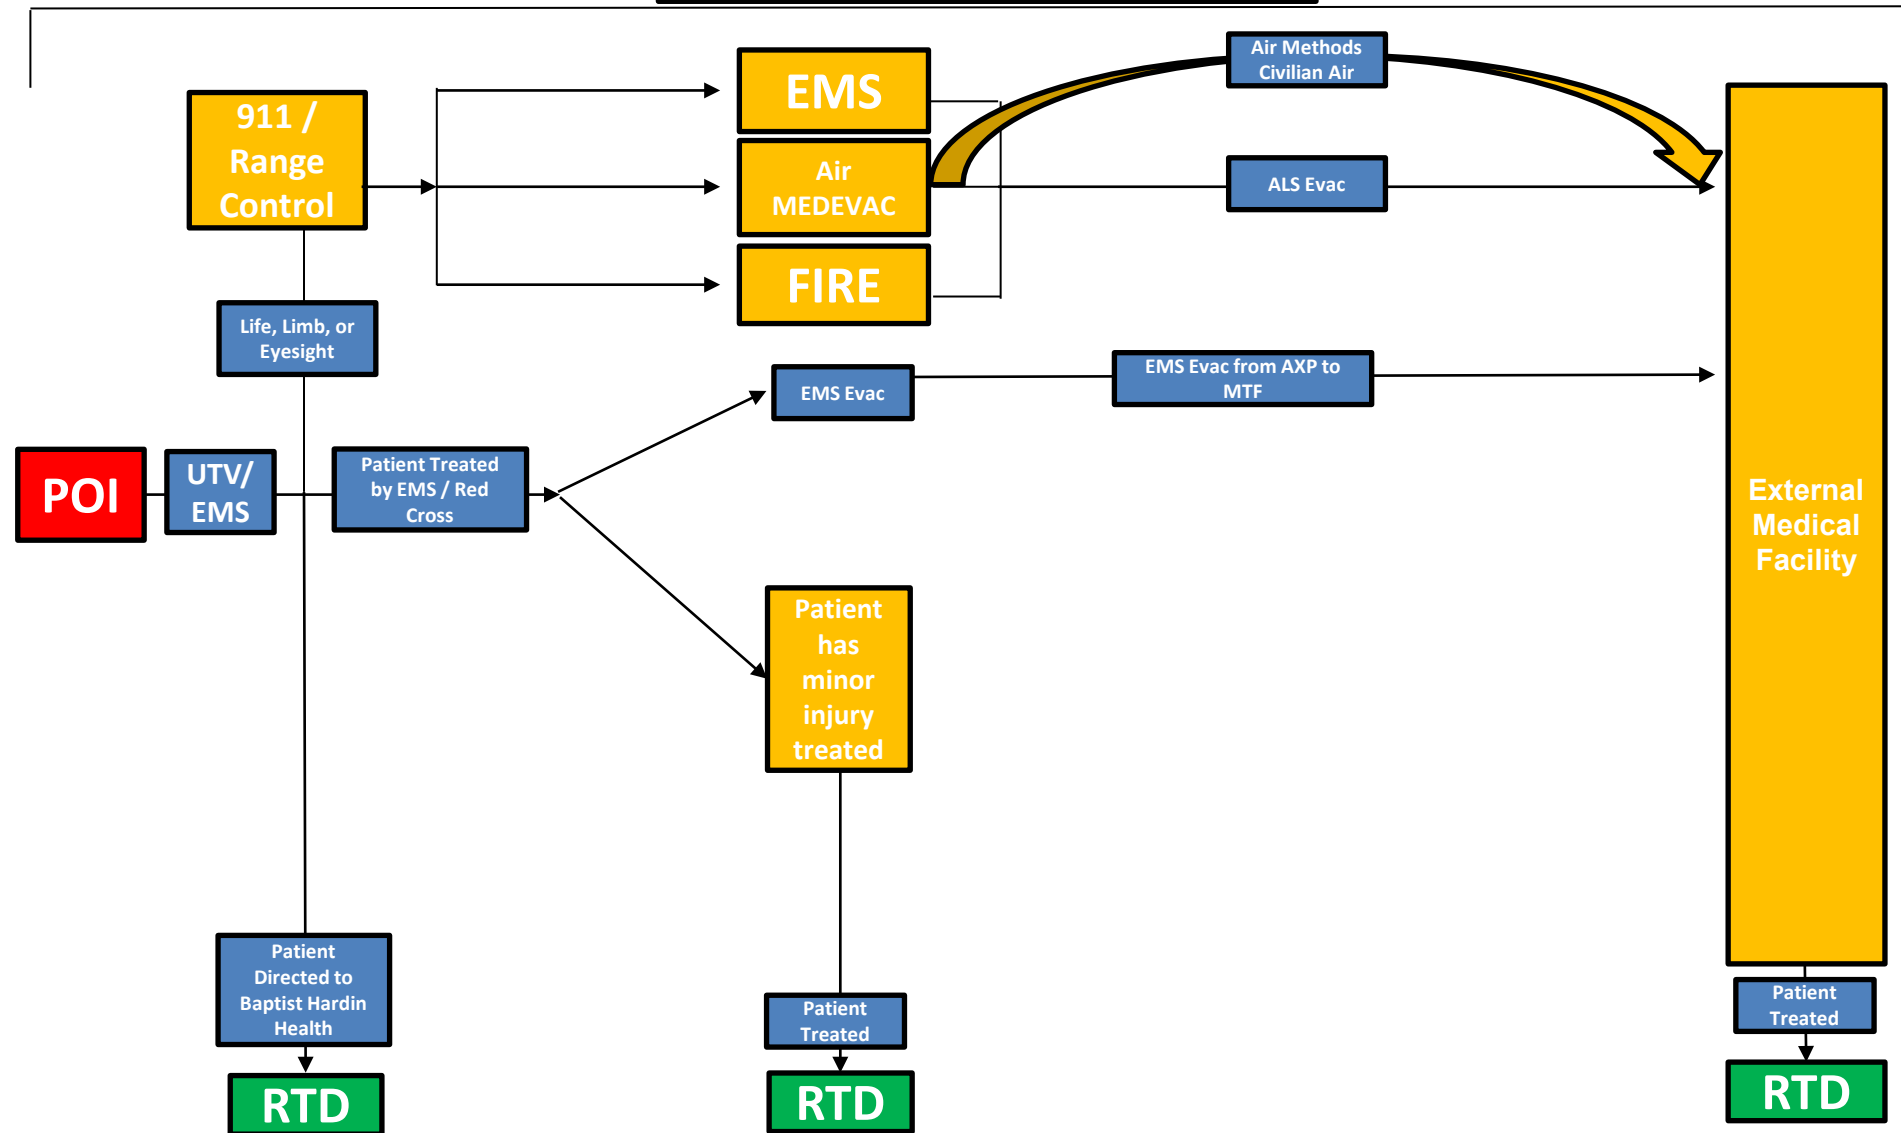 Air Methods
Civilian Air
911 /
Range
Control
EMS
Air
MEDEVAC
FIRE
ALS Evac
Life, Limb, or
Eyesight
EMS Evac
EMS Evac from AXP to
MTF
POI
UTV/
EMS
Patient Treated
by EMS / Red
Cross
External
Medical
Facility
Patient
has
minor
injury
treated
Patient
Directed to
Baptist Hardin
Health
Patient
Treated
Patient
Treated
RTD
RTD
RTD